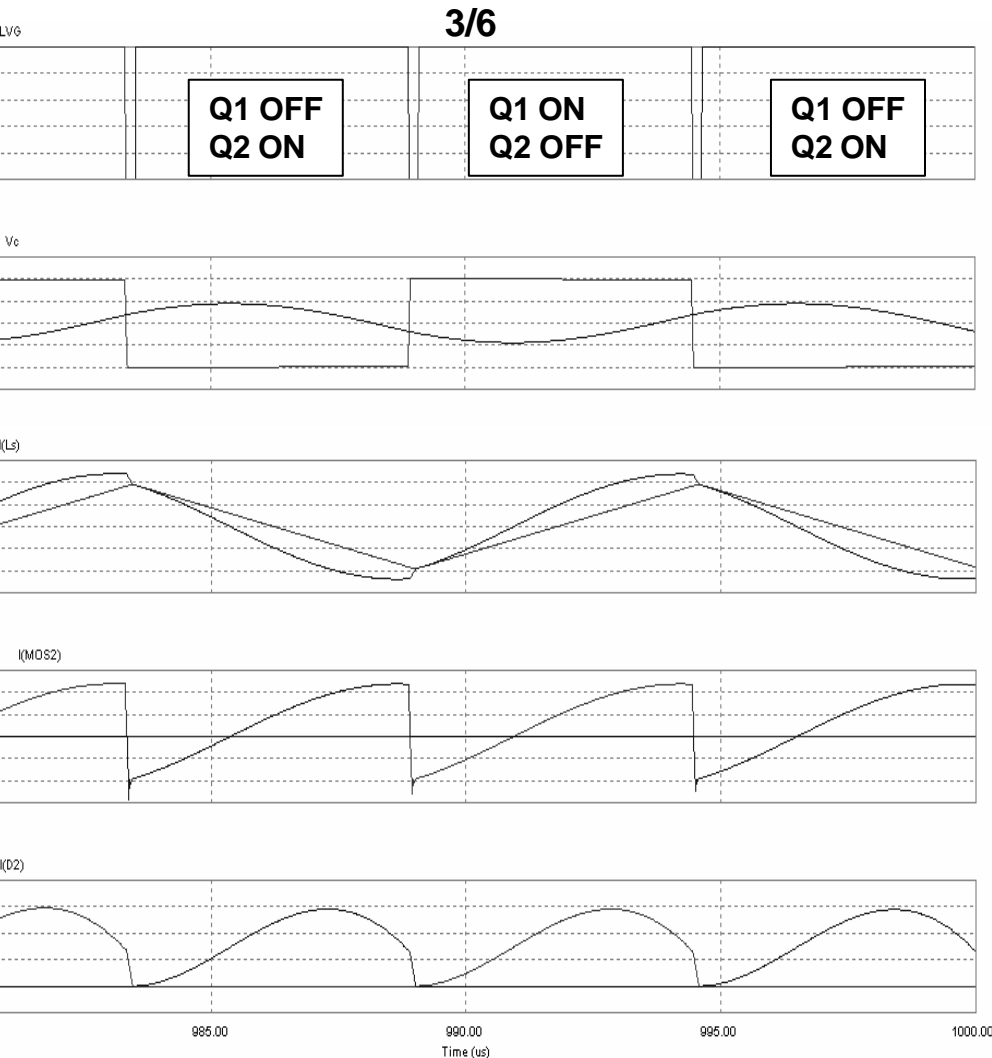 3/6
LVG
Q1 OFF
Q2 ON
Q1 ON
Q2 OFF
Q1 OFF
Q2 ON
Vc
I(Ls)
I(MOS2)
I(D2)
985.00
990.00
995.00
1000.00
Time (us)